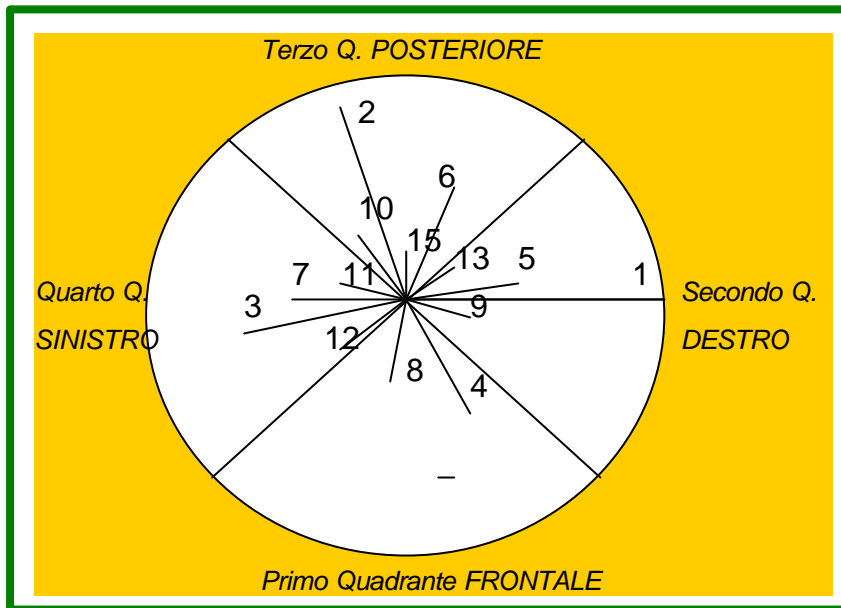 Terzo Q. POSTERIORE
2
6
10
15
13
5
1
11
7
Quarto Q.
SINISTRO
3
9
Secondo Q.
DESTRO
12
8
4
Primo Quadrante FRONTALE